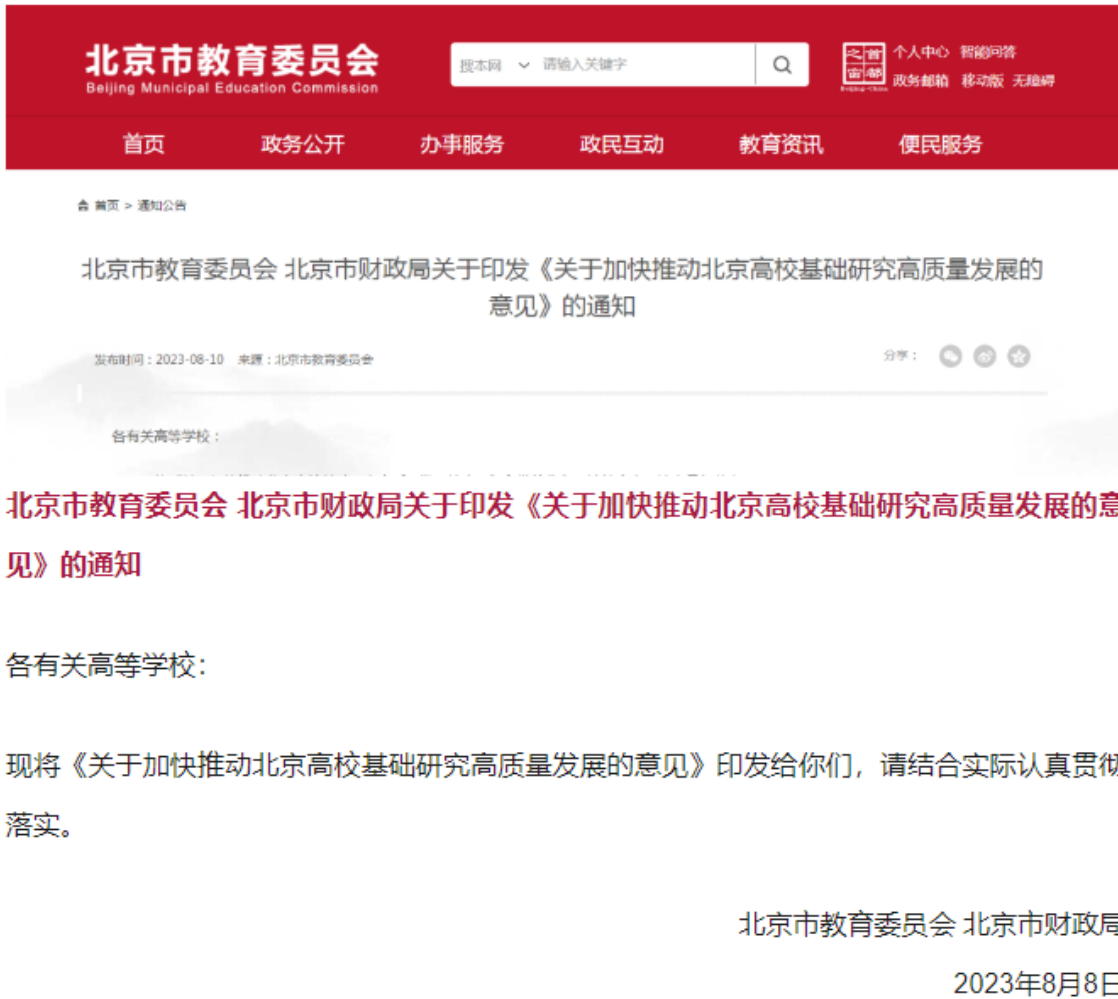 北京市教育委员会
Beijing Municipal Education Commission
搜本网 请输入关键字
首都之窗
个人中心 智能问答
政务邮箱 移动版 无障碍
首页 政务公开 办事服务 政民互动 教育资讯 便民服务
首页 > 通知公告
北京市教育委员会 北京市财政局关于印发《关于加快推动北京高校基础研究高质量发展的
意见》的通知
发布时间：2023-08-10 来源：北京市教育委员会
分享：
各有关高等学校：
北京市教育委员会 北京市财政局关于印发《关于加快推动北京高校基础研究高质量发展的意
见》的通知
各有关高等学校：
现将《关于加快推动北京高校基础研究高质量发展的意见》印发给你们，请结合实际认真贯彻
落实。
北京市教育委员会 北京市财政局
2023年8月8日